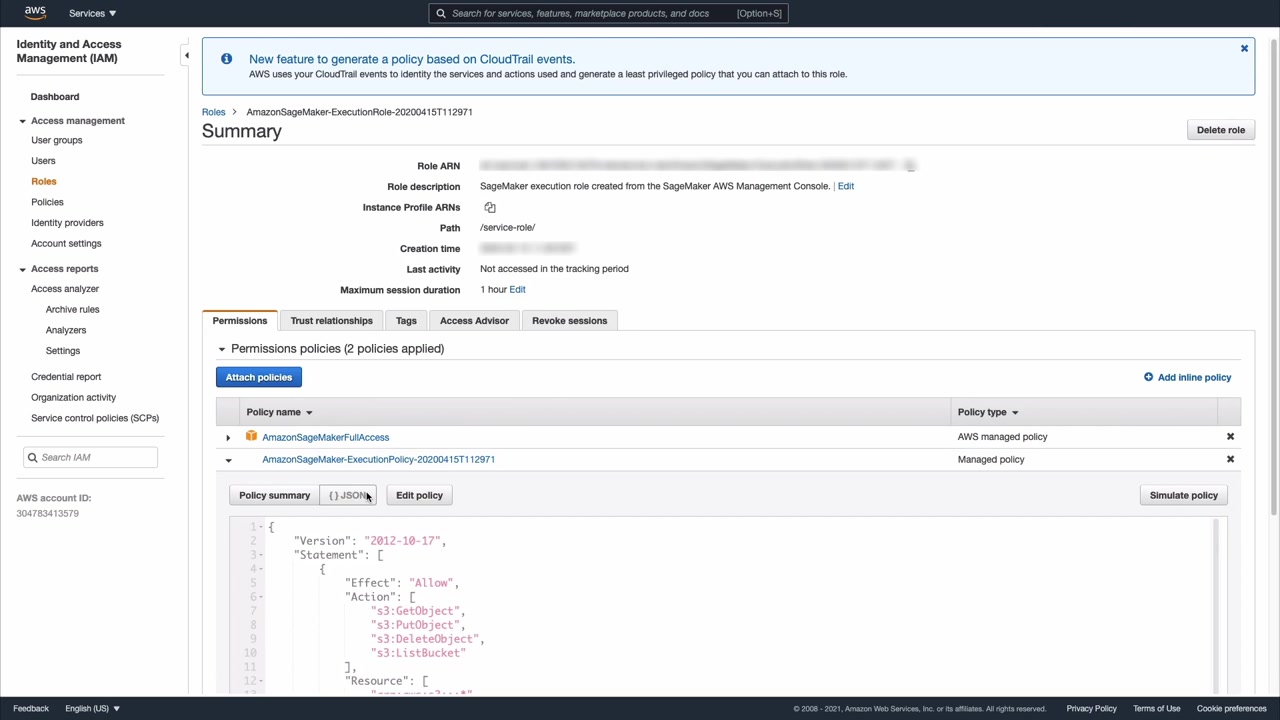 aws
Services
Search for services, features, marketplace products, and docs
[Option+S]
Identity and Access
Management (IAM)
Dashboard
Access management
User groups
Users
Roles
Policies
Identity providers
Account settings
Access reports
Access analyzer
Archive rules
Analyzers
Settings
Credential report
Organization activity
Service control policies (SCPs)
Search IAM
AWS account ID:
304783413579
New feature to generate a policy based on CloudTrail events.
AWS uses your CloudTrail events to identify the services and actions used and generate a least privileged policy that you can attach to this role.
Roles > AmazonSageMaker-ExecutionRole-20200415T112971
Summary
Delete role
Role ARN
Role description SageMaker execution role created from the SageMaker AWS Management Console. | Edit
Instance Profile ARNs
Path /service-role/
Creation time
Last activity Not accessed in the tracking period
Maximum session duration 1 hour Edit
Permissions Trust relationships Tags Access Advisor Revoke sessions
Permissions policies (2 policies applied)
Attach policies
Add inline policy
Policy name Policy type
AmazonSageMakerFullAccess AWS managed policy
AmazonSageMaker-ExecutionPolicy-20200415T112971 Managed policy
Policy summary { } JSON Edit policy Simulate policy
1 {
2 "Version": "2012-10-17",
3 "Statement": [
4 {
5 "Effect": "Allow",
6 "Action": [
7 "s3:GetObject",
8 "s3:PutObject",
9 "s3:DeleteObject",
10 "s3:ListBucket"
11 ],
12 "Resource": [
Feedback English (US) © 2008 - 2021, Amazon Web Services, Inc. or its affiliates. All rights reserved. Privacy Policy Terms of Use Cookie preferences